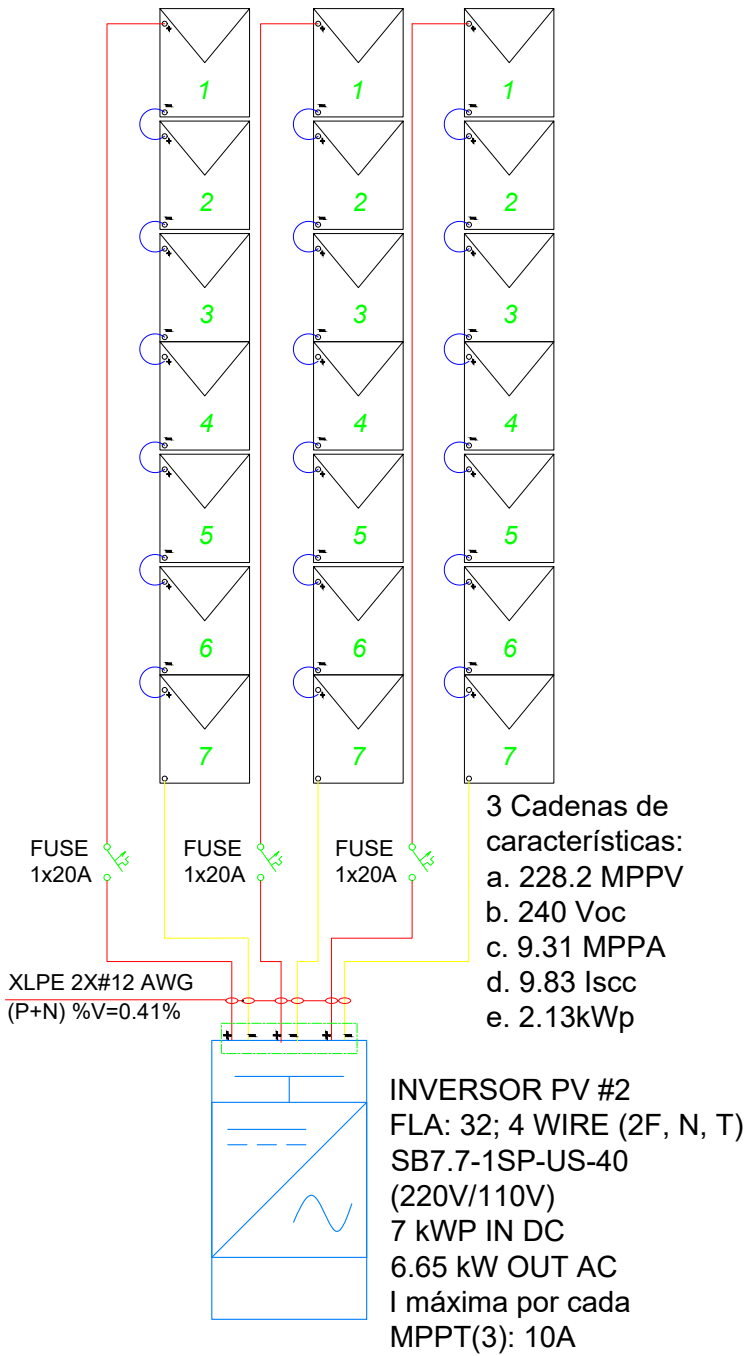 1 1 1
2 2 2
3 3 3
4 4 4
5 5 5
6 6 6
7 7 7
3 Cadenas de
características:
a. 228.2 MPPV
b. 240 Voc
c. 9.31 MPPA
d. 9.83 Iscc
e. 2.13kWp
FUSE
1x20A
FUSE
1x20A
FUSE
1x20A
XLPE 2X#12 AWG
(P+N) %V=0.41%
+ - + - + -
INVERSOR PV #2
FLA: 32; 4 WIRE (2F, N, T)
SB7.7-1SP-US-40
(220V/110V)
7 kWP IN DC
6.65 kW OUT AC
I máxima por cada
MPPT(3): 10A